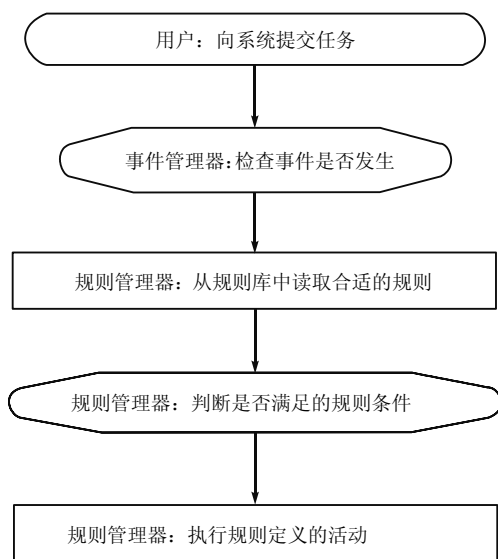 用户：向系统提交任务
事件管理器：检查事件是否发生
规则管理器：从规则库中读取合适的规则
规则管理器：判断是否满足的规则条件
规则管理器：执行规则定义的活动